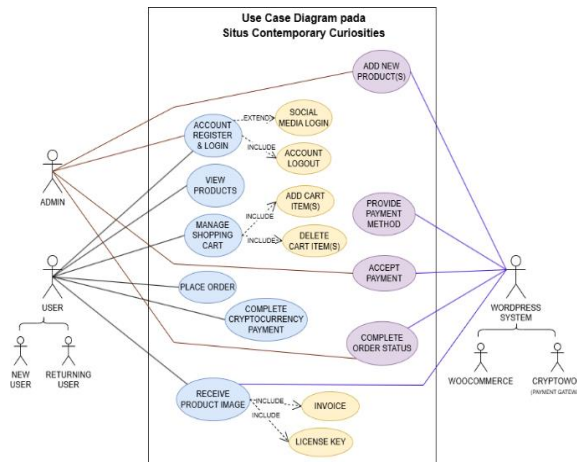 Use Case Diagram pada
Situs Contemporary Curiosities
ADD NEW
PRODUCT(S)
EXTEND
SOCIAL
MEDIA LOGIN
ACCOUNT
REGISTER
& LOGIN
INCLUDE
ACCOUNT
LOGOUT
ADMIN
VIEW
PRODUCTS
ADD CART
ITEM(S)
INCLUDE
MANAGE
SHOPPING
CART
INCLUDE
DELETE
CART ITEM(S)
PROVIDE
PAYMENT
METHOD
ACCEPT
PAYMENT
USER
PLACE ORDER
WORDPRESS
SYSTEM
COMPLETE
CRYPTOCURRENCY
PAYMENT
COMPLETE
ORDER STATUS
NEW
USER
RETURNING
USER
WOOCOMMERCE
CRYPTOWO
(PAYMENT GATEW
RECEIVE
PRODUCT IMAGE
INCLUDE
INCLUDE
INVOICE
LICENSE KEY